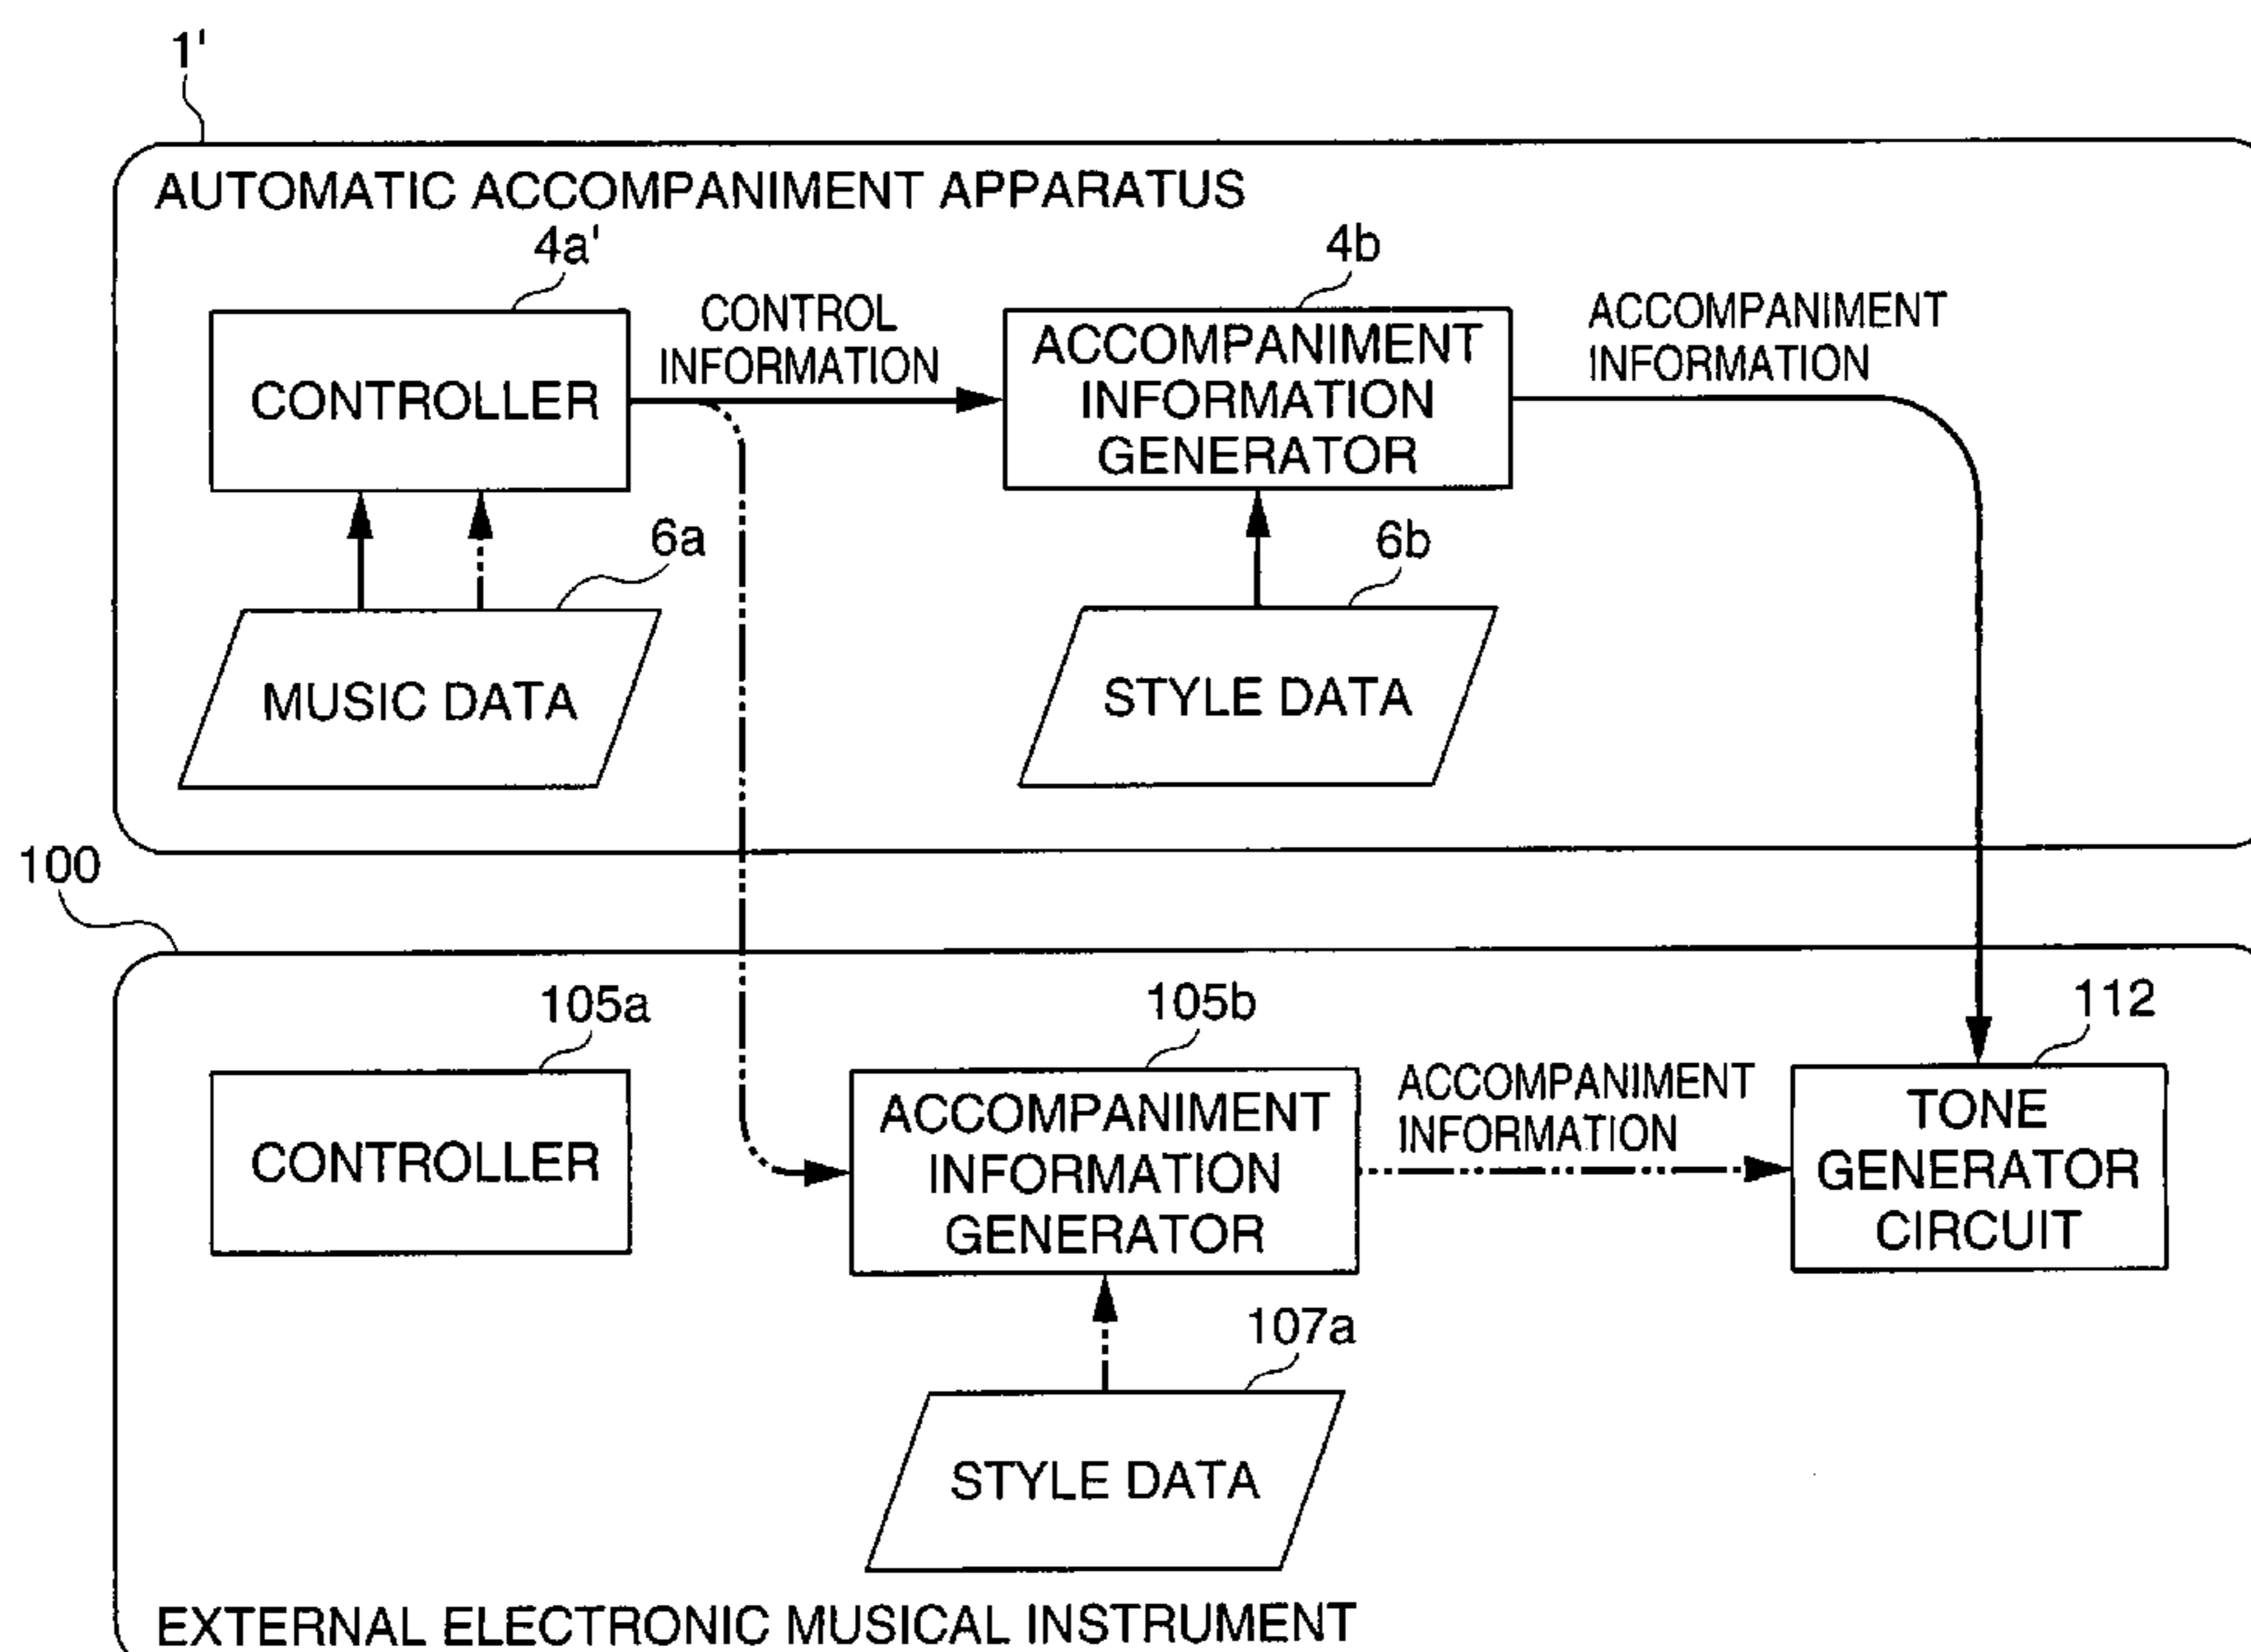 1'
AUTOMATIC ACCOMPANIMENT APPARATUS
4a'
4b
CONTROL
INFORMATION
ACCOMPANIMENT
INFORMATION
CONTROLLER
ACCOMPANIMENT
INFORMATION
GENERATOR
6a
6b
MUSIC DATA
STYLE DATA
100
105a
105b
112
CONTROLLER
ACCOMPANIMENT
INFORMATION
GENERATOR
ACCOMPANIMENT
INFORMATION
TONE
GENERATOR
CIRCUIT
107a
STYLE DATA
EXTERNAL ELECTRONIC MUSICAL INSTRUMENT